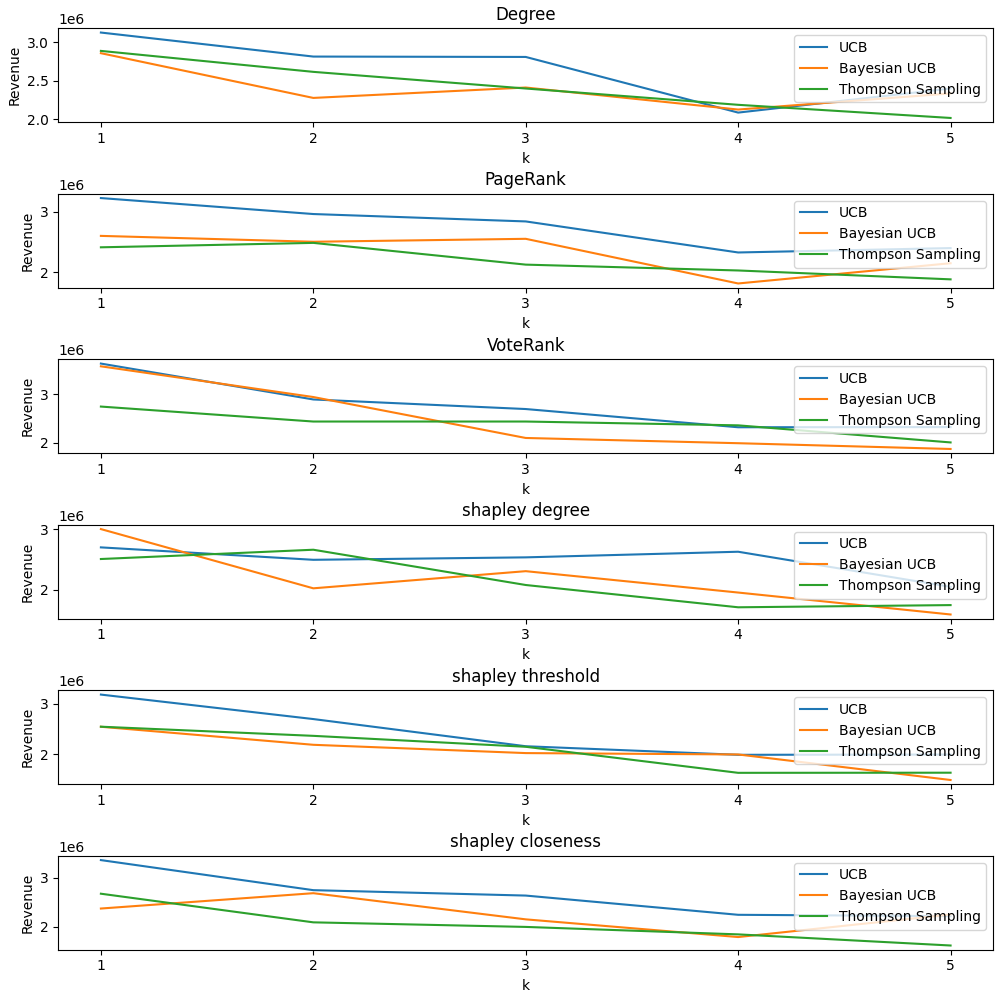 Degree
1e6
Revenue
3.0
2.5
2.0
UCB
Bayesian UCB
Thompson Sampling
1 2 3 4 5
k
PageRank
1e6
Revenue
3
2
UCB
Bayesian UCB
Thompson Sampling
1 2 3 4 5
k
VoteRank
1e6
Revenue
3
2
UCB
Bayesian UCB
Thompson Sampling
1 2 3 4 5
k
shapley degree
1e6
Revenue
3
2
UCB
Bayesian UCB
Thompson Sampling
1 2 3 4 5
k
shapley threshold
1e6
Revenue
3
2
UCB
Bayesian UCB
Thompson Sampling
1 2 3 4 5
k
shapley closeness
1e6
Revenue
3
2
UCB
Bayesian UCB
Thompson Sampling
1 2 3 4 5
k